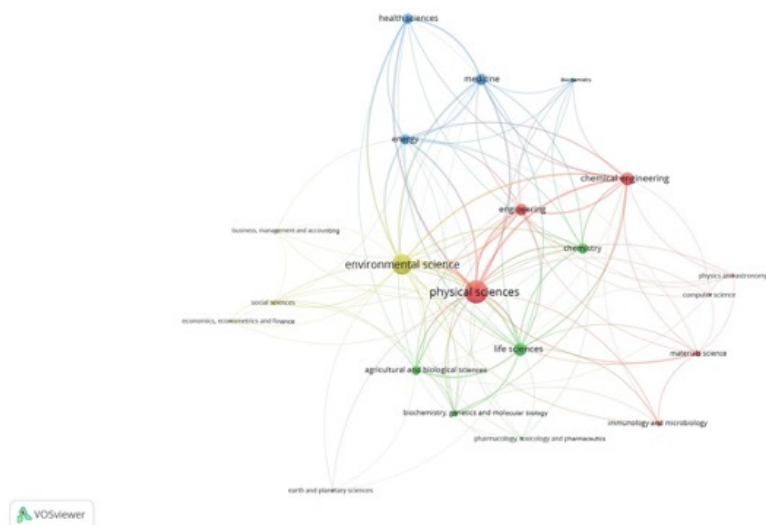 health sciences
medicine
biochemistry
energy
chemical engineering
engineering
business, management and accounting
chemistry
environmental science
physics and astronomy
physical sciences
computer science
social sciences
economics, econometrics and finance
life sciences
materials science
agricultural and biological sciences
biochemistry, genetics and molecular biology
immunology and microbiology
pharmacology, toxicology and pharmaceutics
earth and planetary sciences
VOSviewer